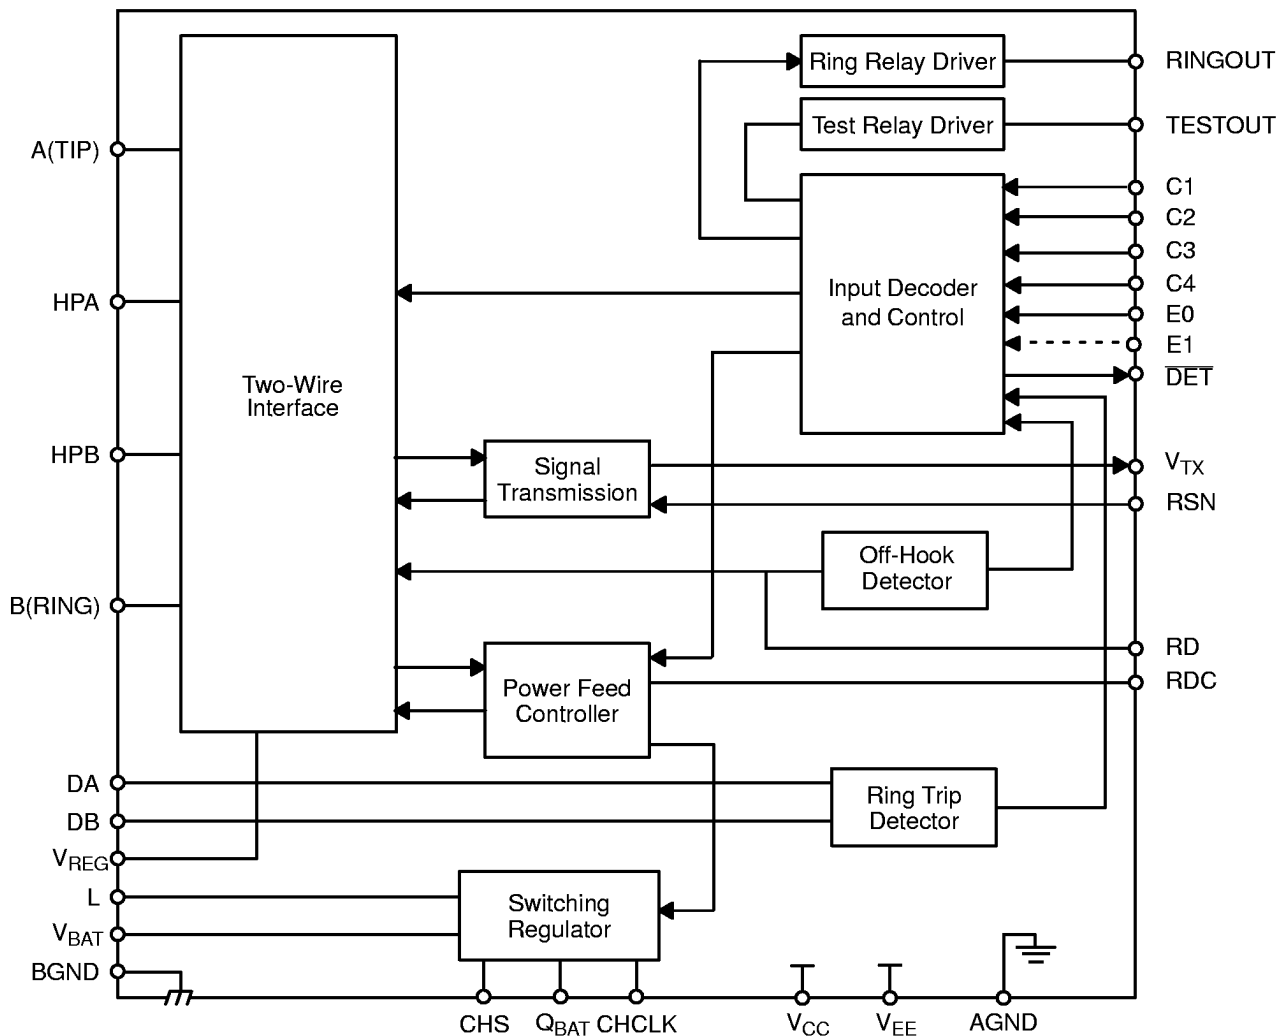 Ring Relay Driver
RINGOUT
Test Relay Driver
TESTOUT
A(TIP)
C1
C2
C3
C4
E0
E1
DET
Input Decoder
and Control
HPA
Two-Wire
Interface
HPB
Signal
Transmission
VTX
RSN
Off-Hook
Detector
B(RING)
RD
RDC
Power Feed
Controller
DA
DB
Ring Trip
Detector
VREG
L
VBAT
Switching
Regulator
BGND
CHS
QBAT
CHCLK
VCC
VEE
AGND